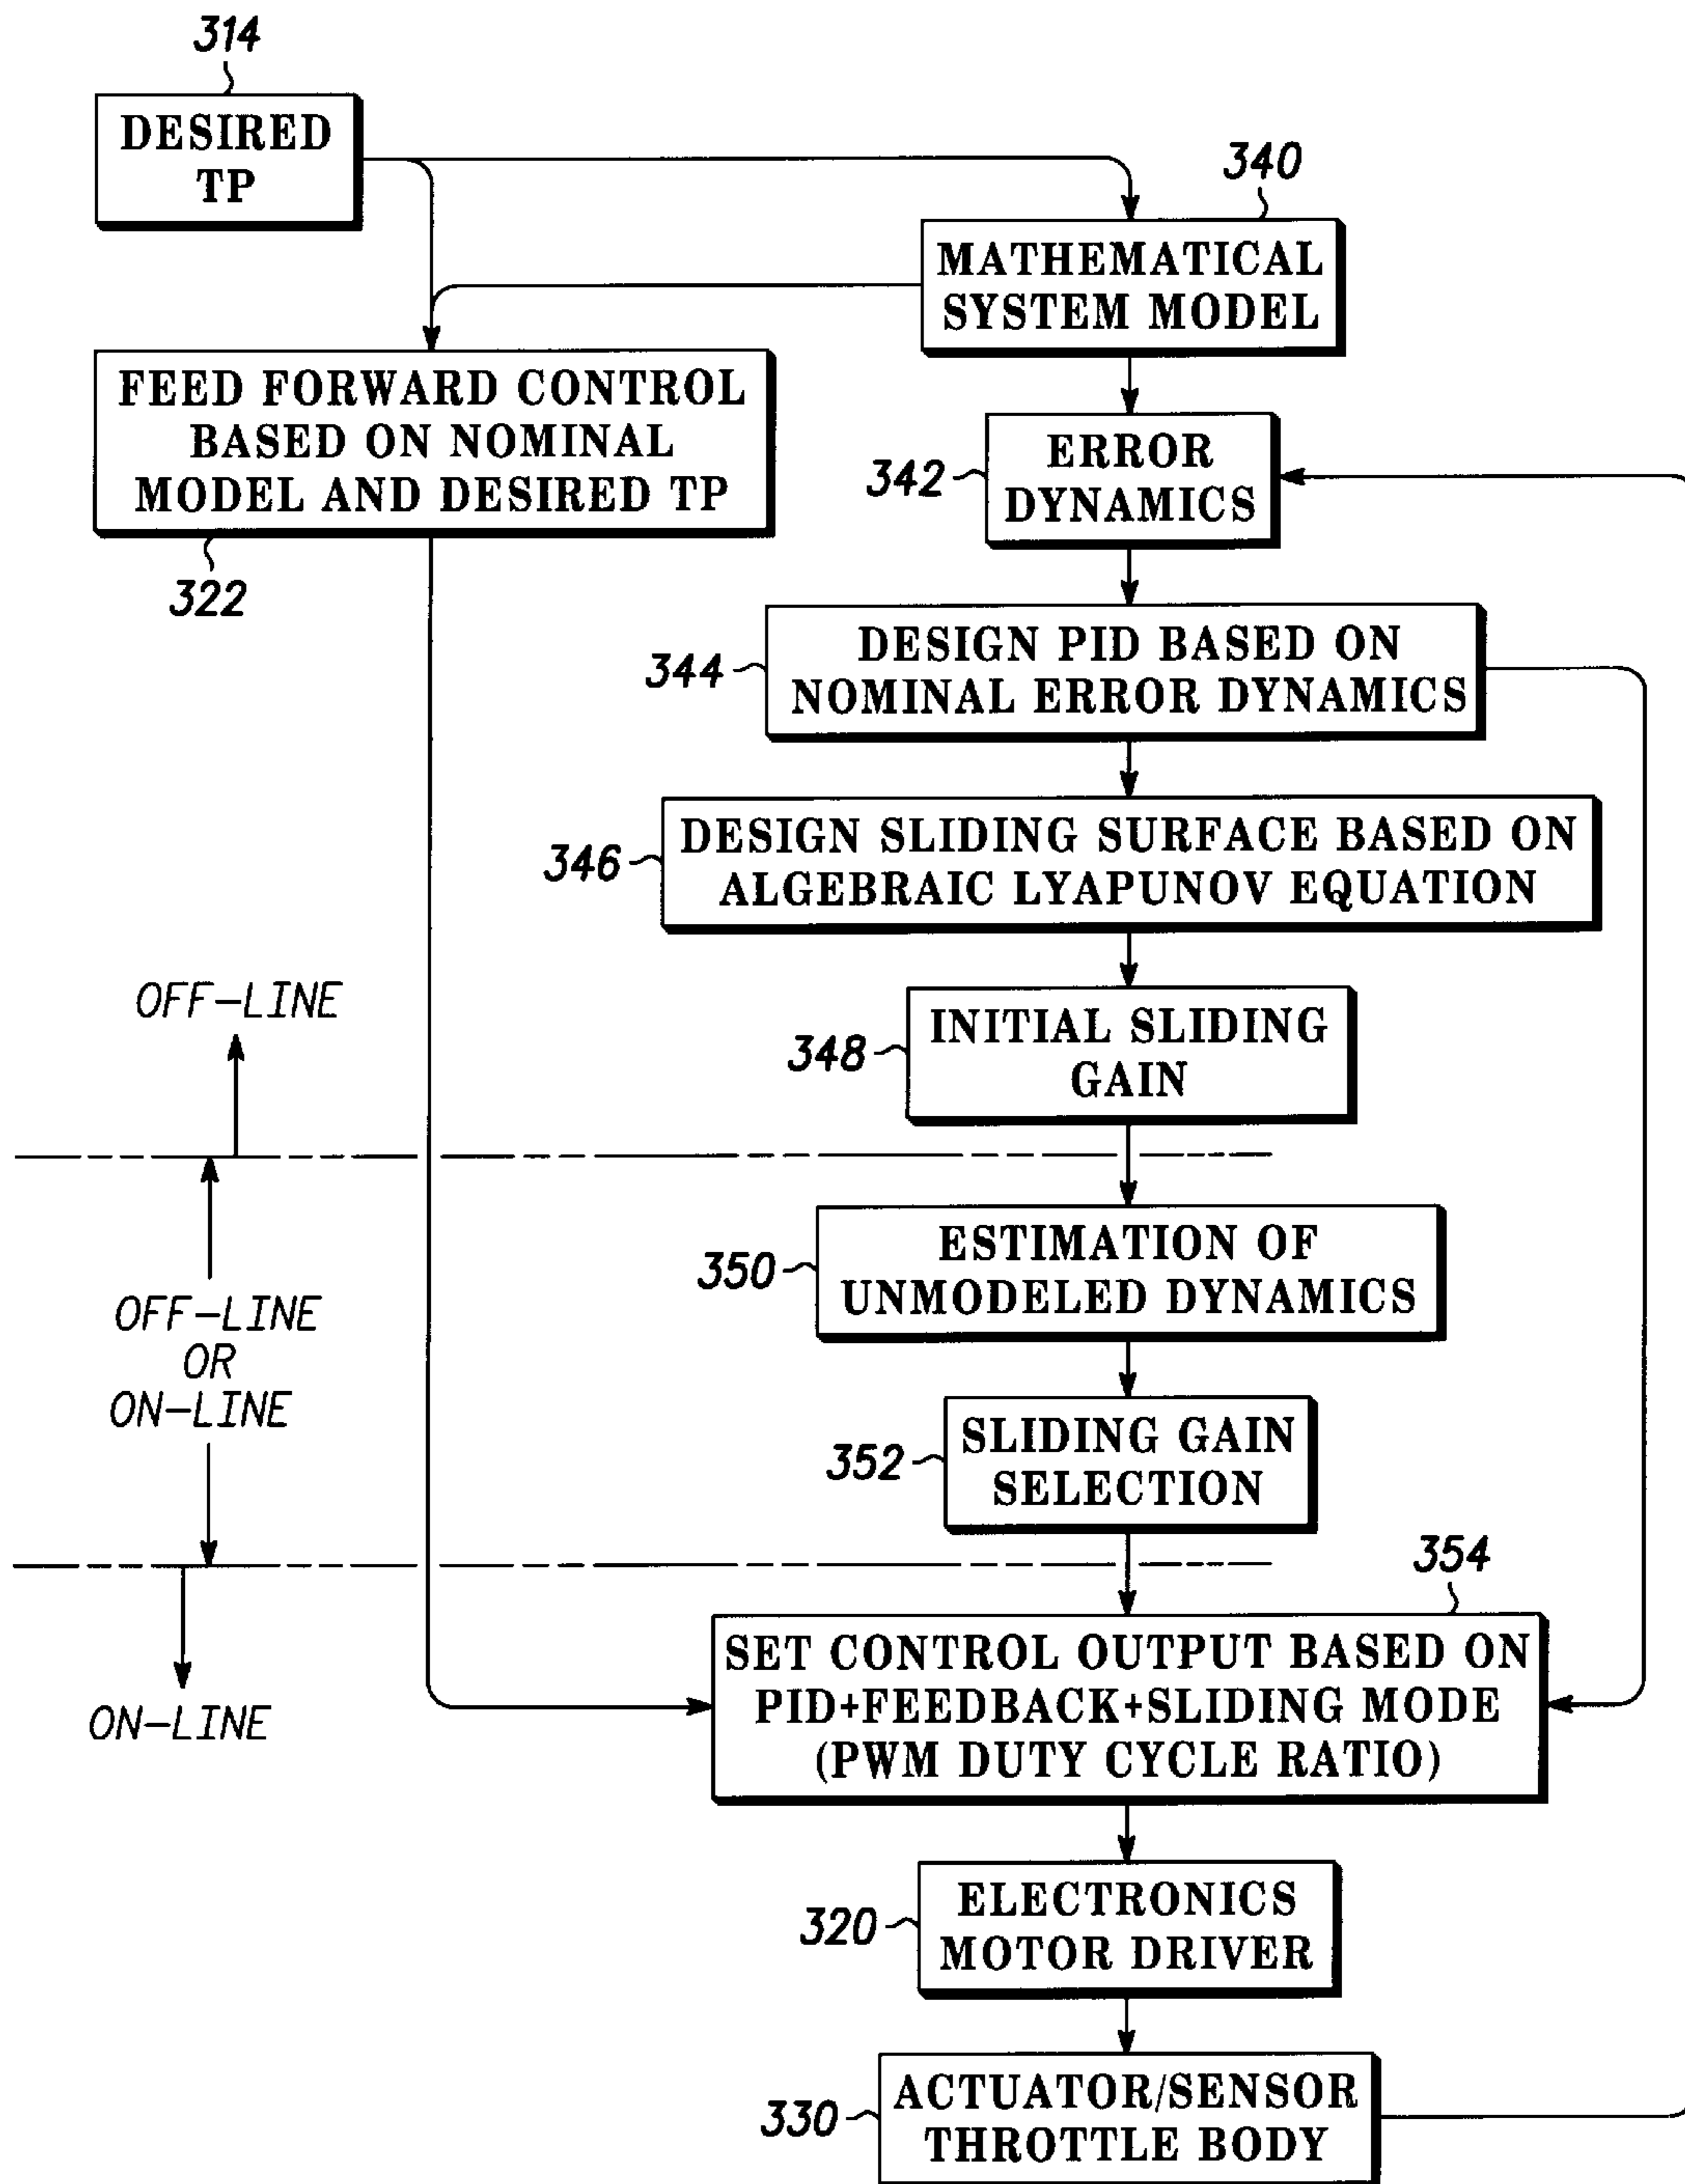 314
DESIRED
TP
340
MATHEMATICAL
SYSTEM MODEL
FEED FORWARD CONTROL
BASED ON NOMINAL
MODEL AND DESIRED TP
322
342
ERROR
DYNAMICS
344
DESIGN PID BASED ON
NOMINAL ERROR DYNAMICS
346
DESIGN SLIDING SURFACE BASED ON
ALGEBRAIC LYAPUNOV EQUATION
OFF-LINE
348
INITIAL SLIDING
GAIN
OFF-LINE
OR
ON-LINE
350
ESTIMATION OF
UNMODELED DYNAMICS
352
SLIDING GAIN
SELECTION
354
ON-LINE
SET CONTROL OUTPUT BASED ON
PID+FEEDBACK+SLIDING MODE
(PWM DUTY CYCLE RATIO)
320
ELECTRONICS
MOTOR DRIVER
330
ACTUATOR/SENSOR
THROTTLE BODY